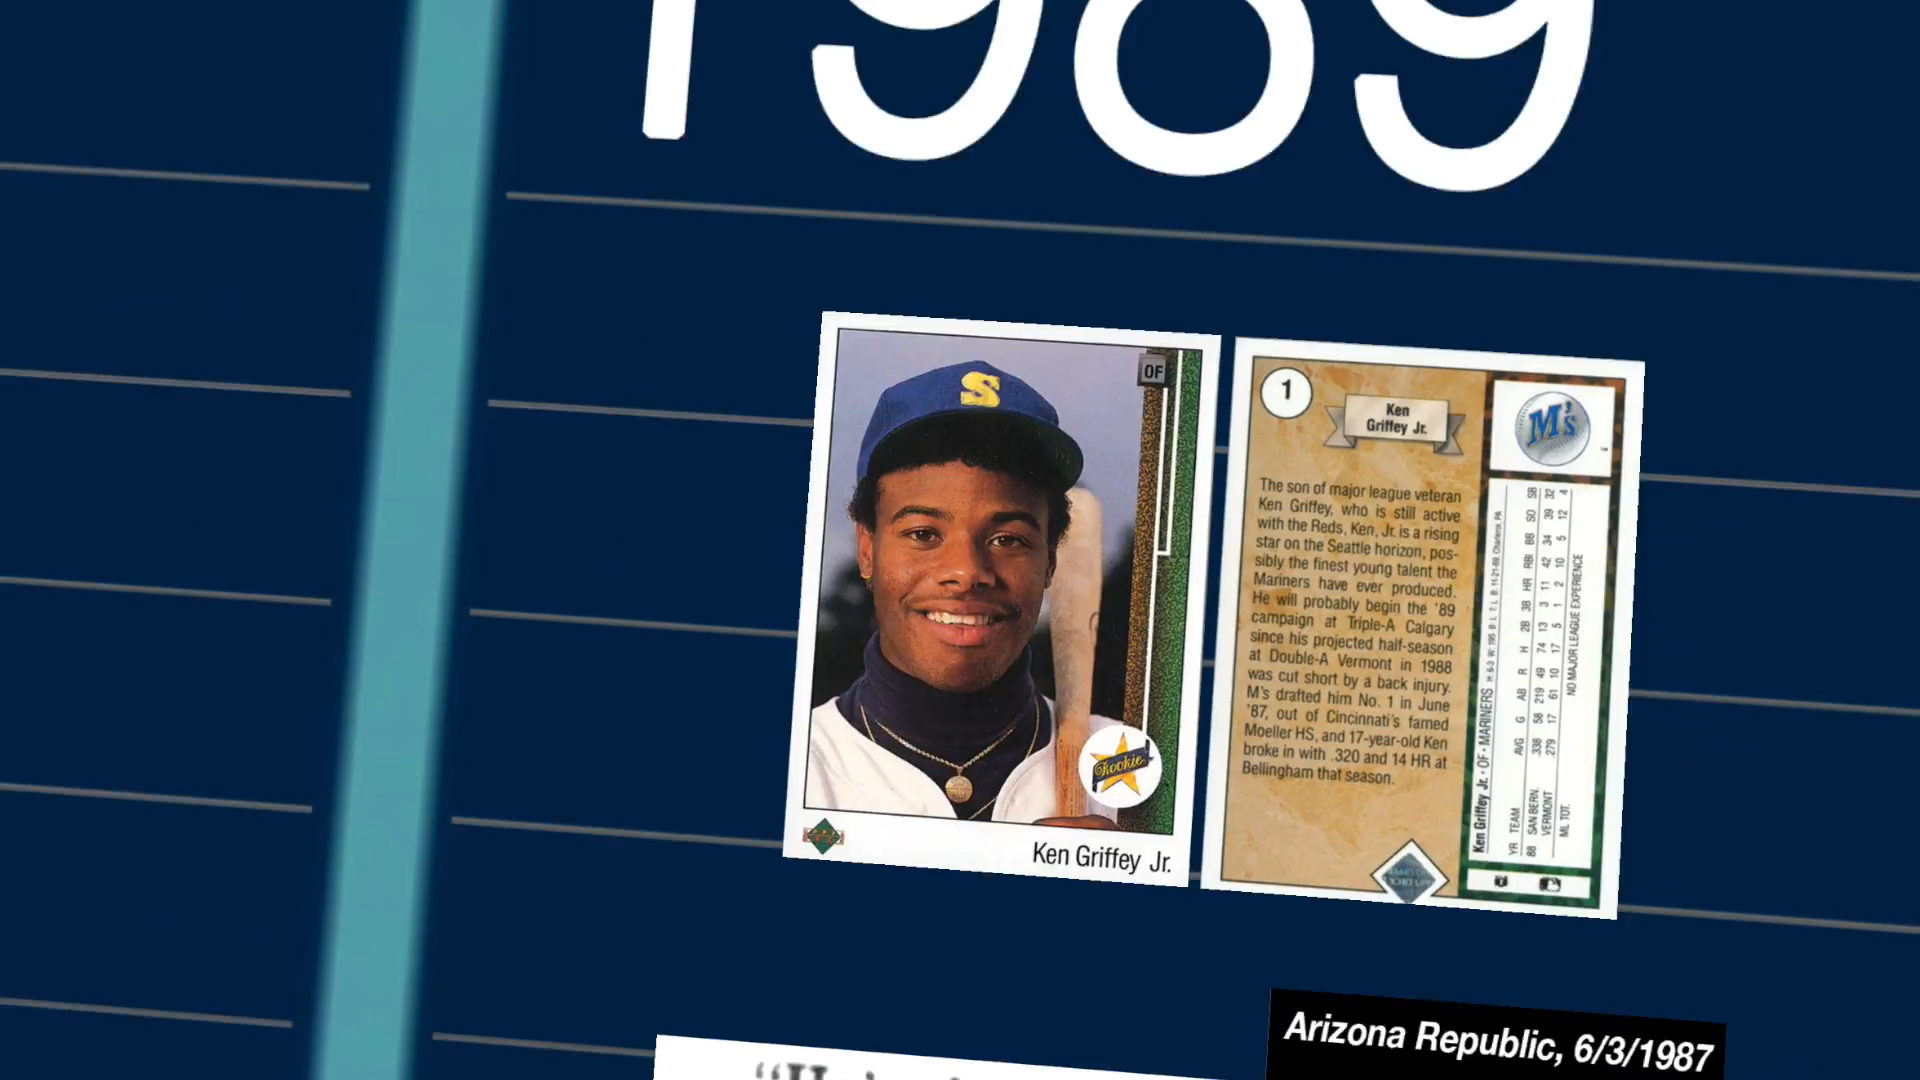 1989
OF
S
Rookie
Ken Griffey Jr.
1
Ken
Griffey Jr.
M's
The son of major league veteran
Ken Griffey, who is still active
with the Reds, Ken, Jr. is a rising
star on the Seattle horizon, pos-
sibly the finest young talent the
Mariners have ever produced.
He will probably begin the '89
campaign at Triple-A Calgary
since his projected half-season
at Double-A Vermont in 1988
was cut short by a back injury.
M's drafted him No. 1 in June
'87, out of Cincinnati's famed
Moeller HS, and 17-year-old Ken
broke in with .320 and 14 HR at
Bellingham that season.
Ken Griffey Jr. • OF • MARINERS
YR TEAM AVG G AB R H 2B 3B HR RBI BB SO SB
88 SAN BERN. .338 58 219 49 74 13 3 11 42 34 39 32
VERMONT .279 17 61 10 17 5 1 2 10 5 12 4
ML TOT. NO MAJOR LEAGUE EXPERIENCE
Arizona Republic, 6/3/1987